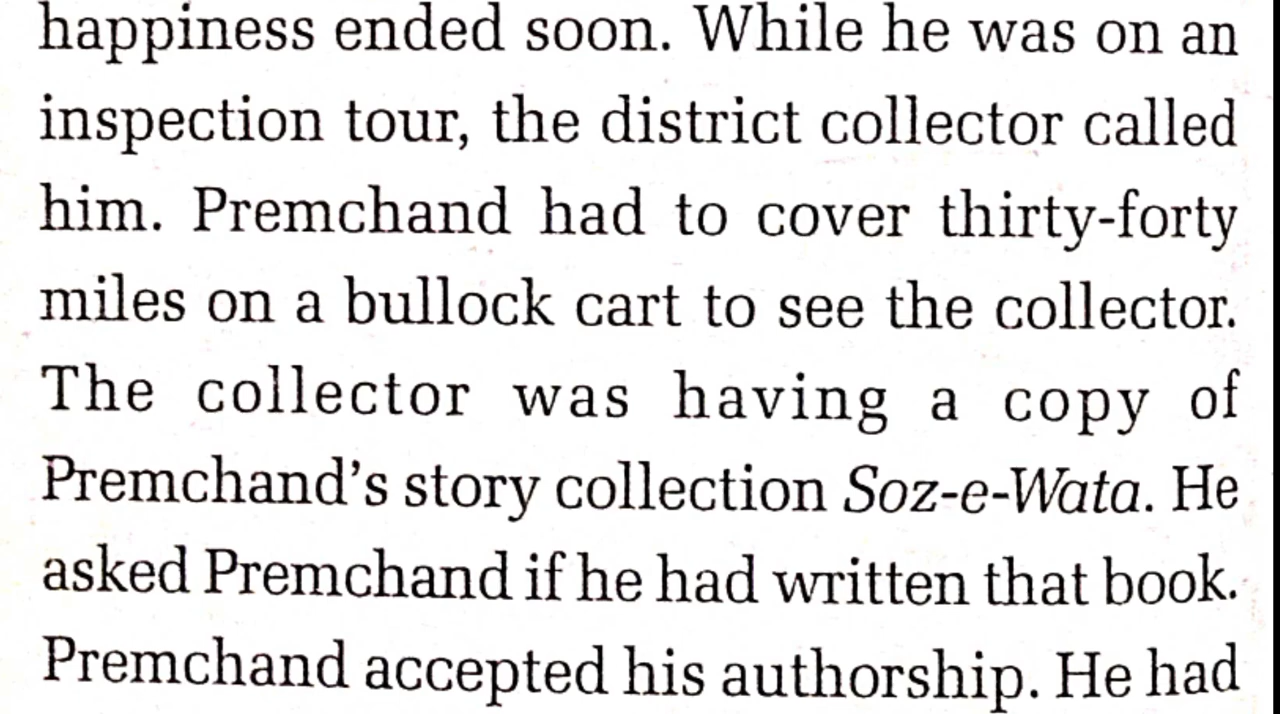 happiness ended soon. While he was on an
inspection tour, the district collector called
him. Premchand had to cover thirty-forty
miles on a bullock cart to see the collector.
The collector was having a copy of
Premchand's story collection Soz-e-Wata. He
asked Premchand if he had written that book.
Premchand accepted his authorship. He had